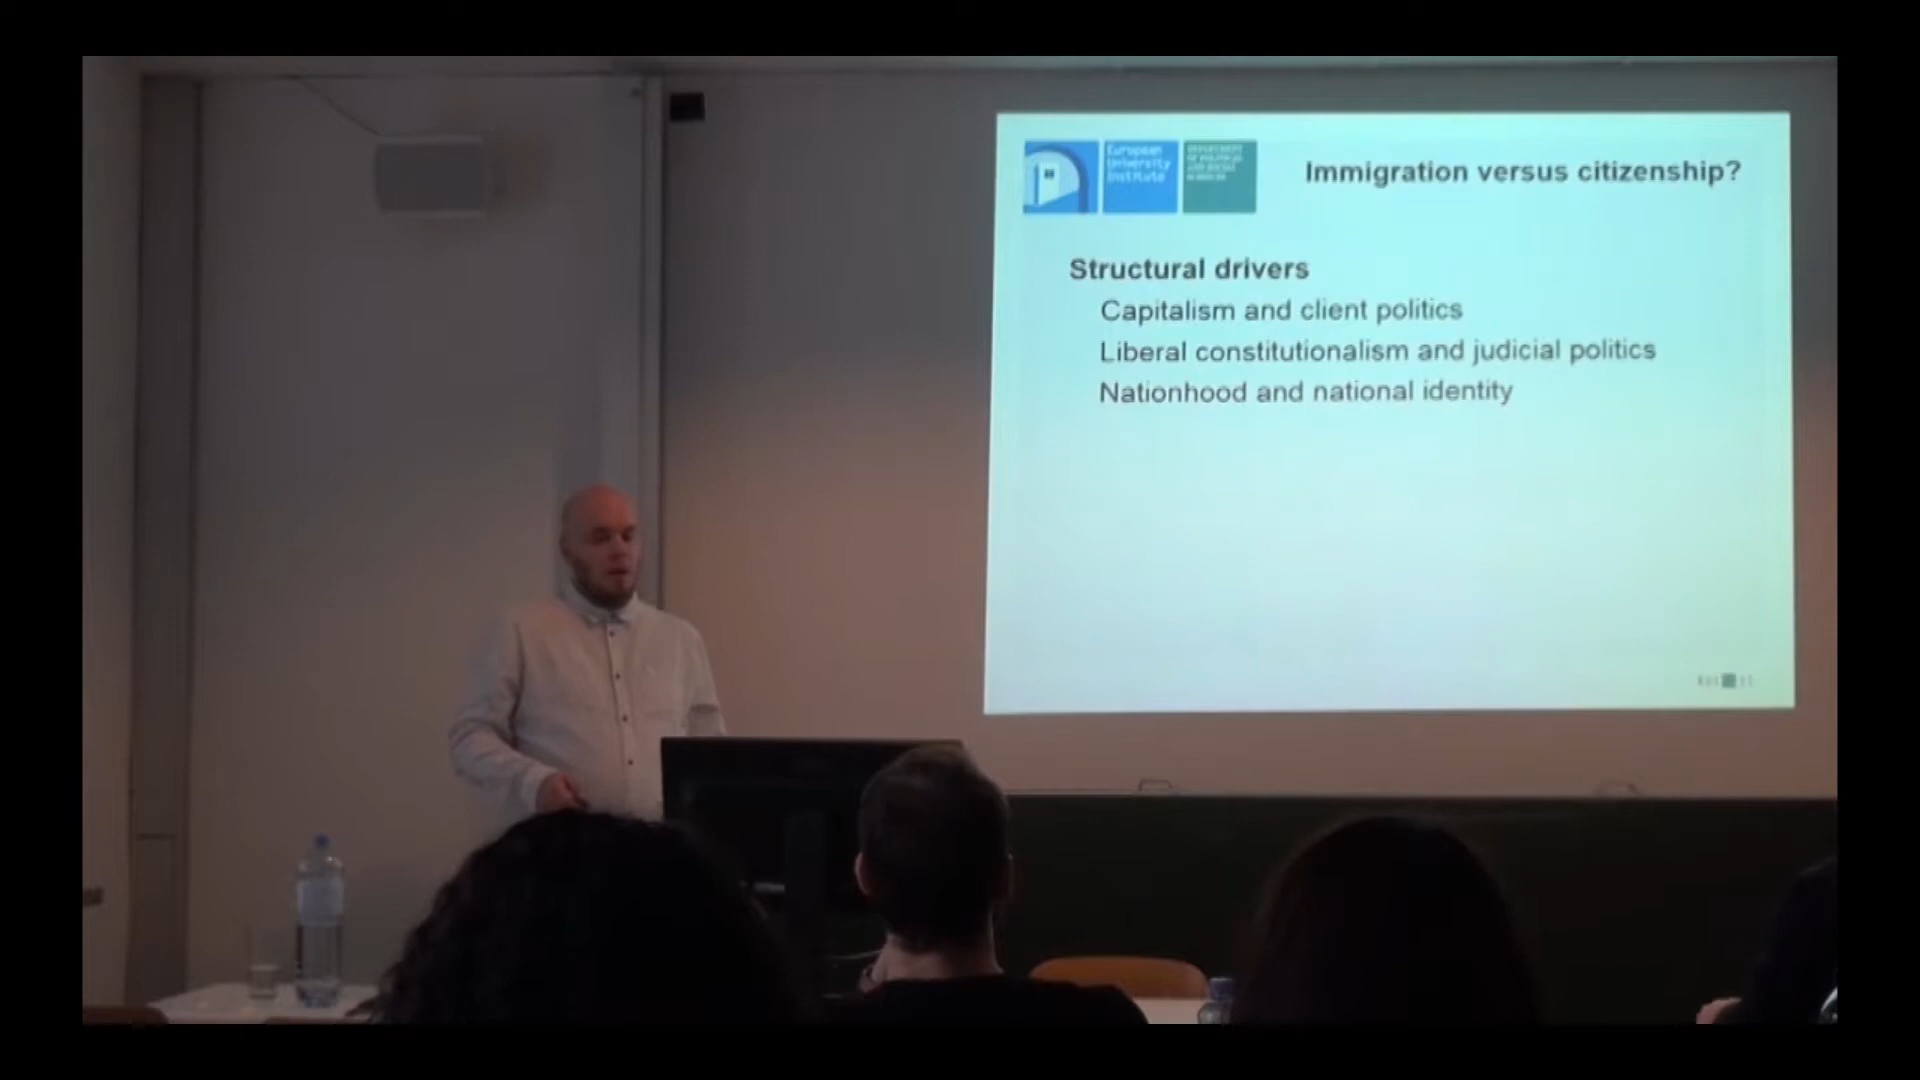 European
University
Institute
Immigration versus citizenship?
Structural drivers
Capitalism and client politics
Liberal constitutionalism and judicial politics
Nationhood and national identity